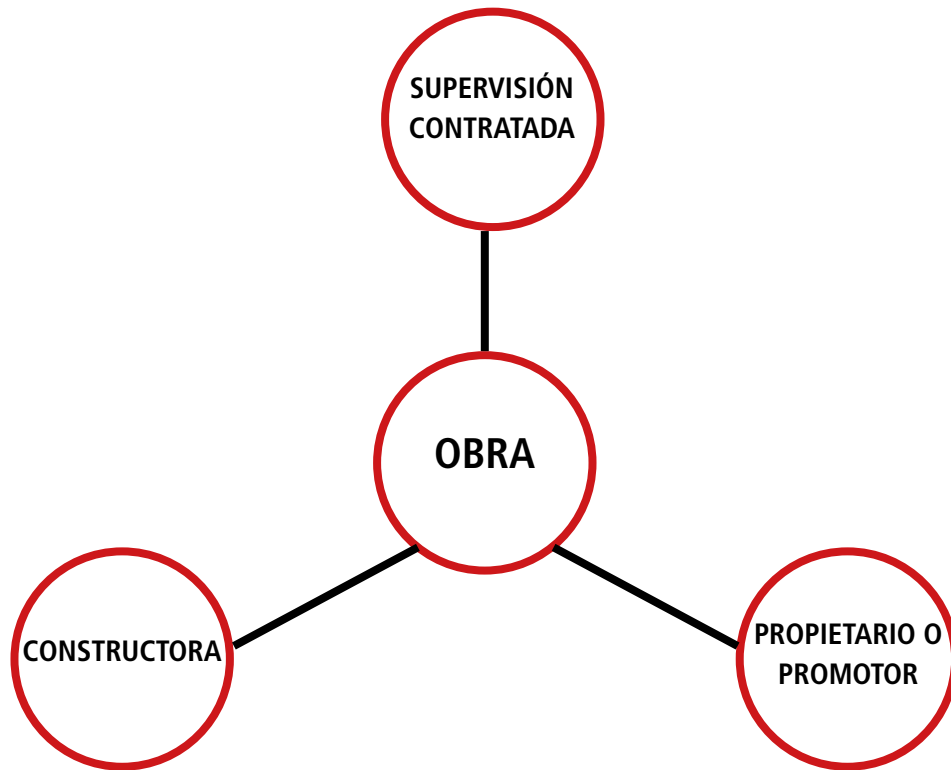 SUPERVISIÓN
CONTRATADA
OBRA
CONSTRUCTORA
PROPIETARIO O
PROMOTOR